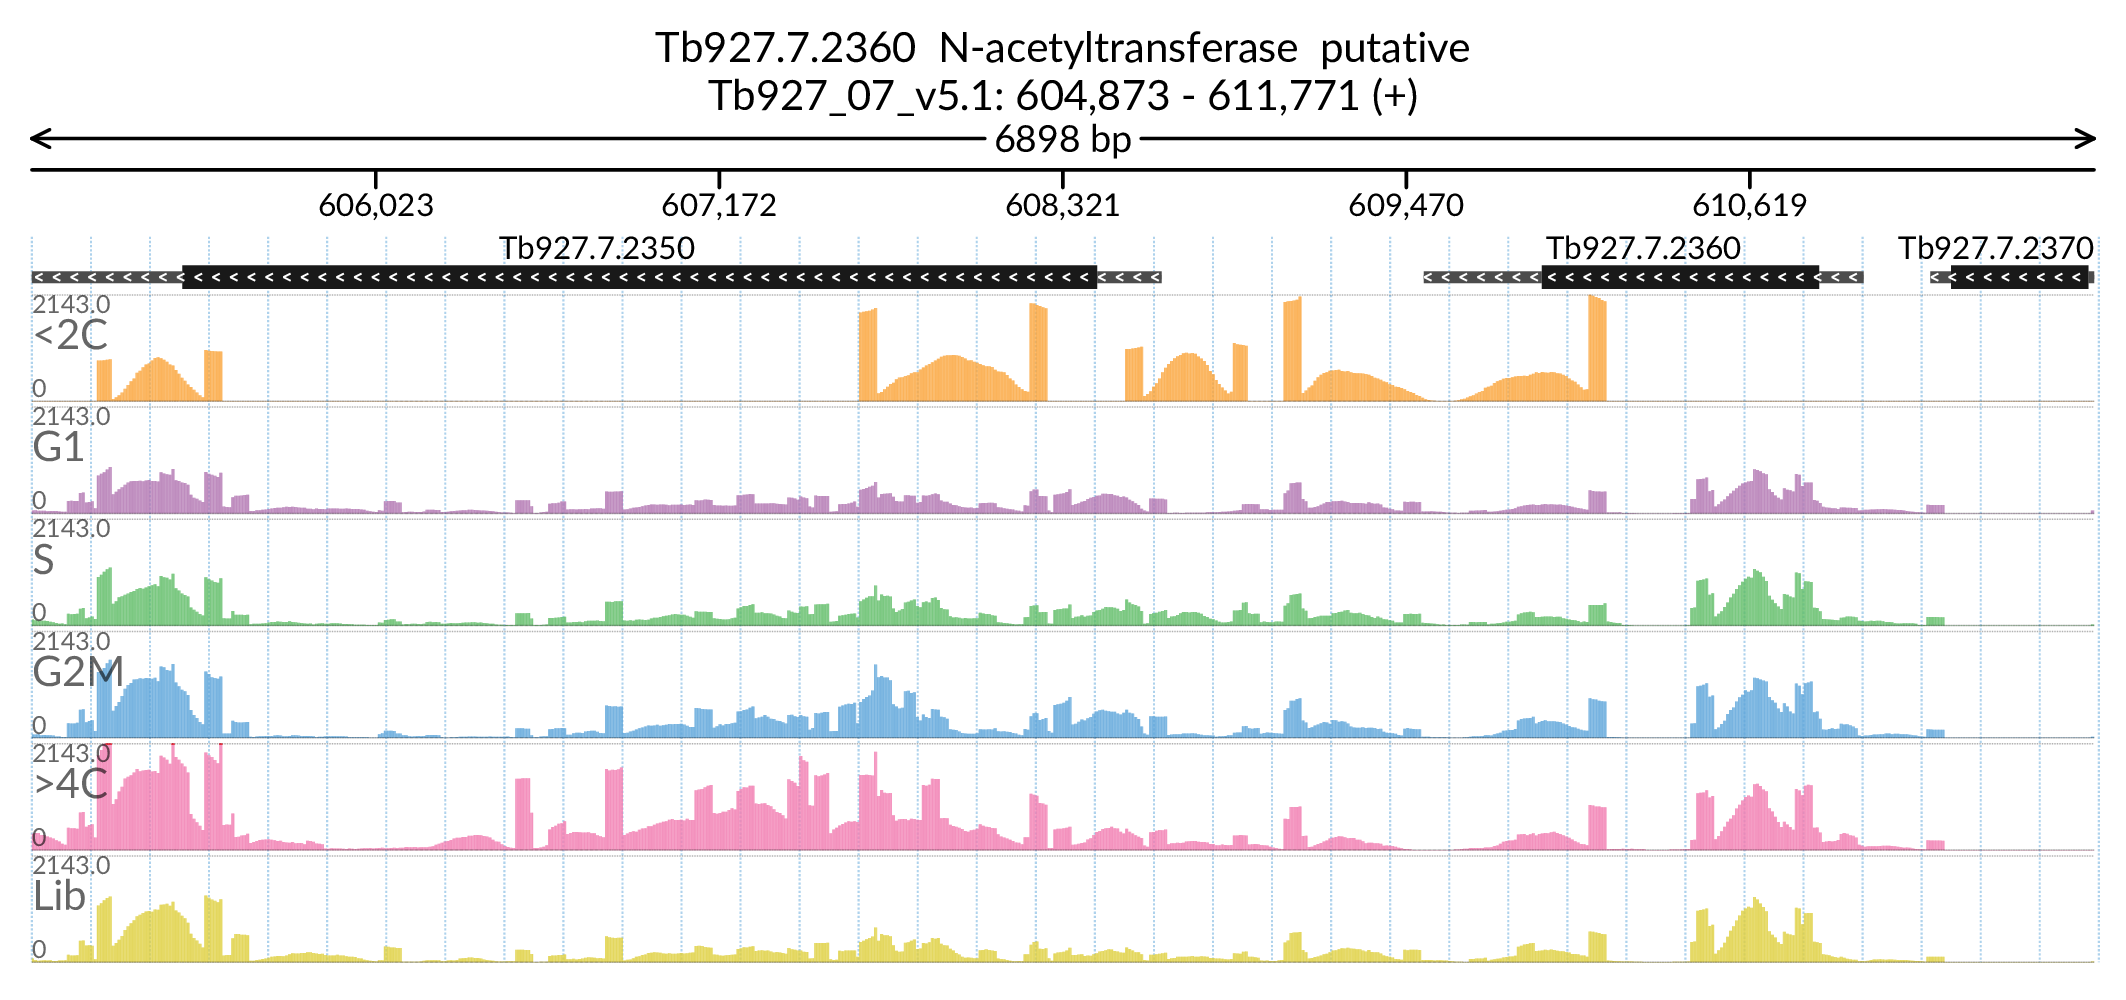 Tb927.7.2360 N-acetyltransferase putative
Tb927_07_v5.1: 604,873 - 611,771 (+)
6898 bp
606,023 607,172 608,321 609,470 610,619
Tb927.7.2350 Tb927.7.2360 Tb927.7.2370
2143.0
<2C
0
2143.0
G1
0
2143.0
S
0
2143.0
G2M
0
2143.0
>4C
0
2143.0
Lib
0